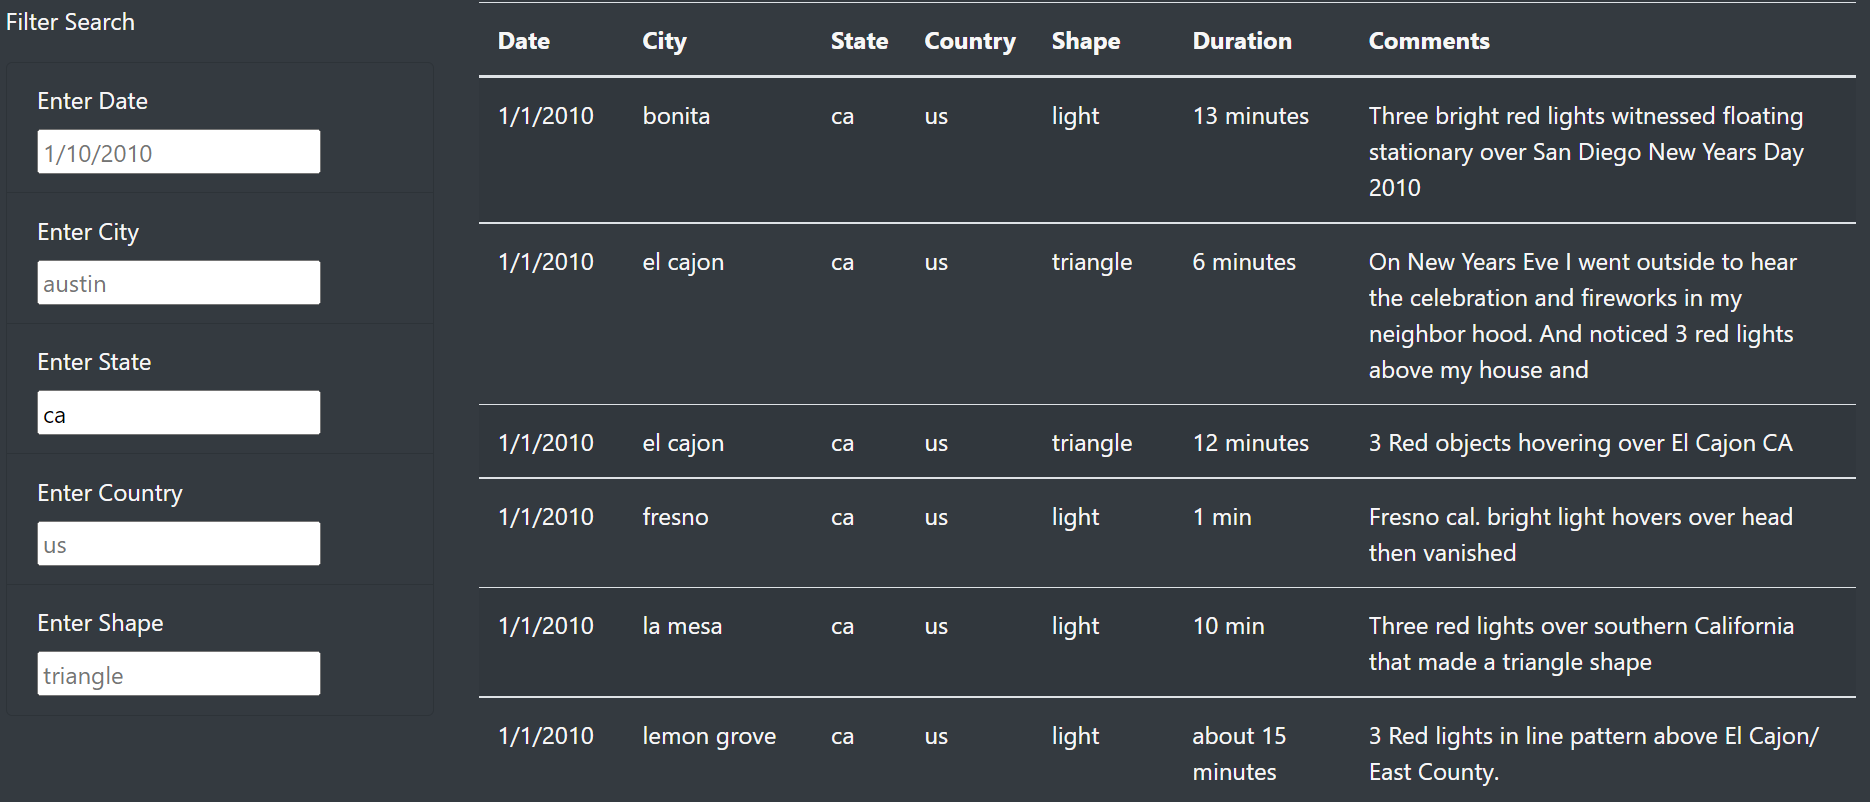 Filter Search
Enter Date
1/10/2010
Enter City
austin
Enter State
ca
Enter Country
us
Enter Shape
triangle
Date City State Country Shape Duration Comments
1/1/2010 bonita ca us light 13 minutes Three bright red lights witnessed floating
stationary over San Diego New Years Day
2010
1/1/2010 el cajon ca us triangle 6 minutes On New Years Eve I went outside to hear
the celebration and fireworks in my
neighbor hood. And noticed 3 red lights
above my house and
1/1/2010 el cajon ca us triangle 12 minutes 3 Red objects hovering over El Cajon CA
1/1/2010 fresno ca us light 1 min Fresno cal. bright light hovers over head
then vanished
1/1/2010 la mesa ca us light 10 min Three red lights over southern California
that made a triangle shape
1/1/2010 lemon grove ca us light about 15 3 Red lights in line pattern above El Cajon/
minutes East County.